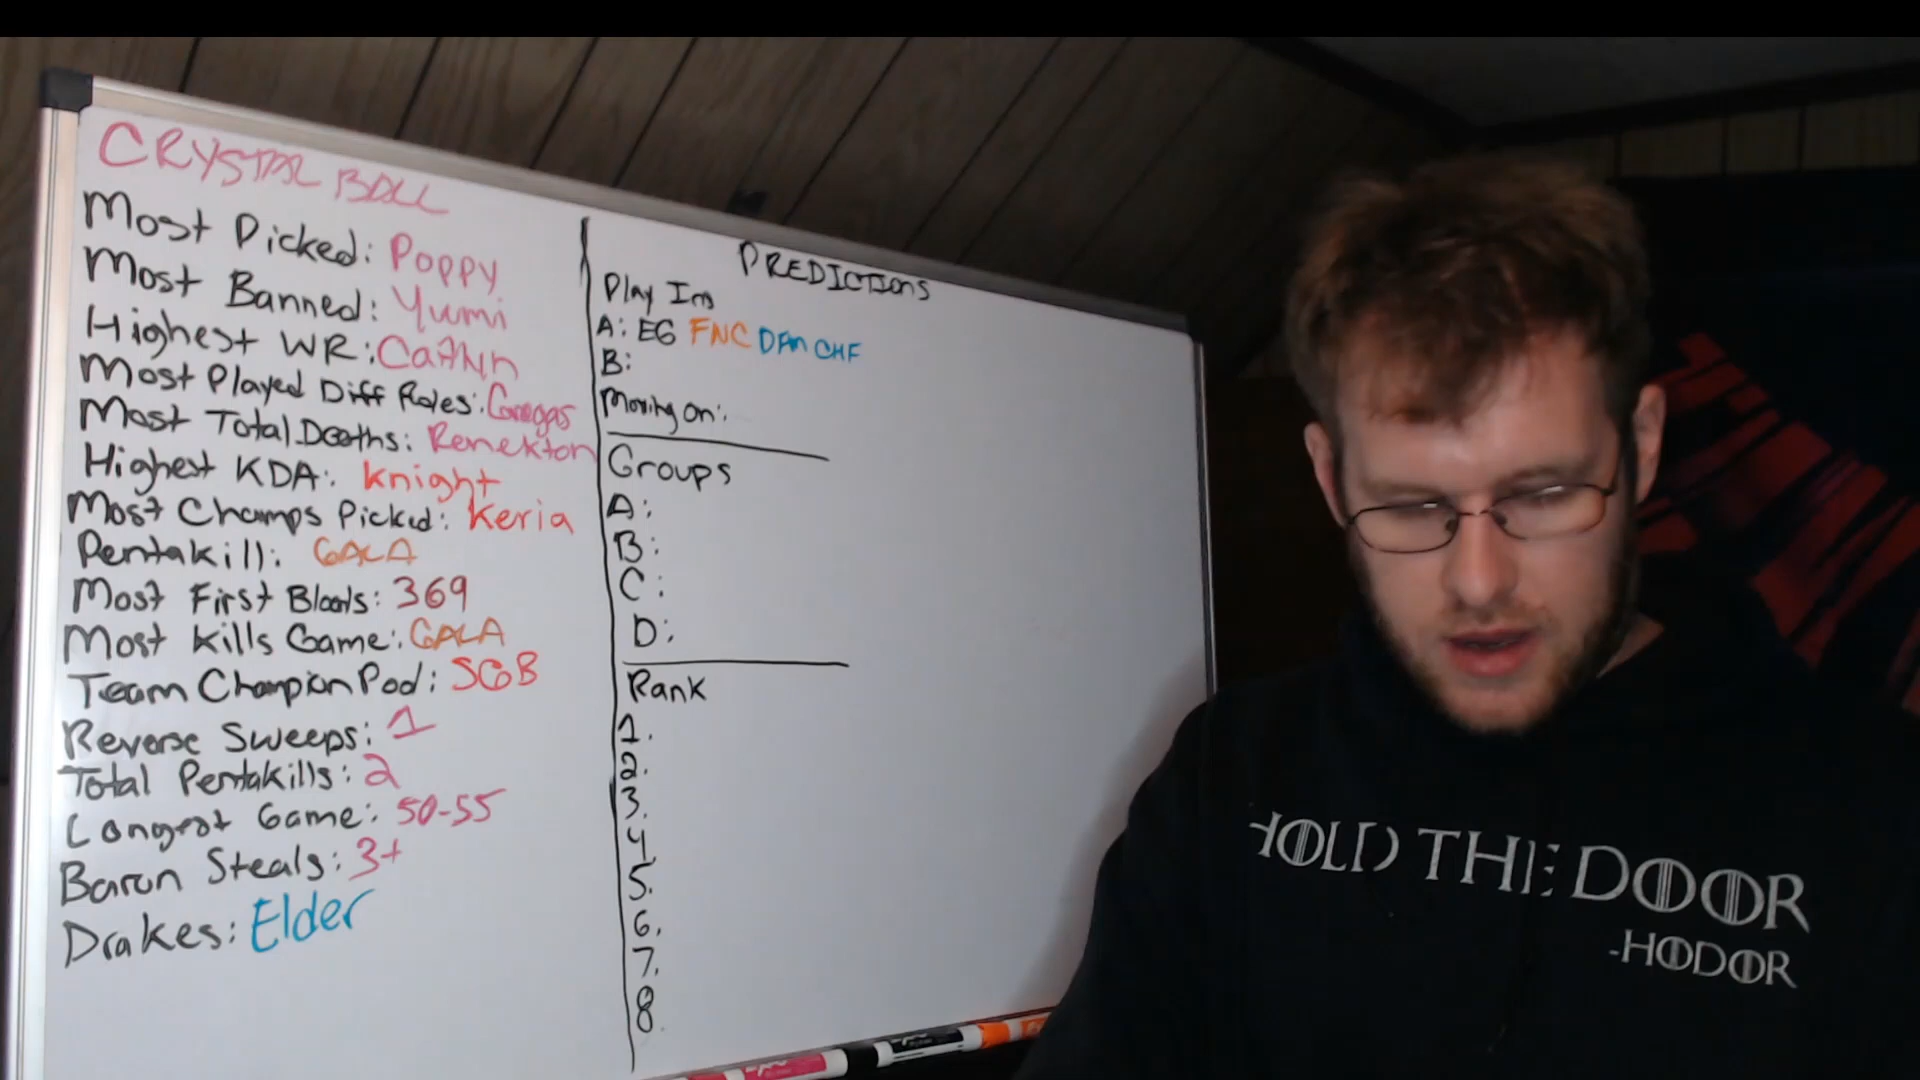 CRYSTAL BALL
Most Picked: Poppy
Most Banned: Yumi
Highest WR: Caitlyn
Most Played Diff Roles: Gragas
Most Total Deaths: Renekton
Highest KDA: Knight
Most Champs Picked: Keria
Pentakill: GALA
Most First Bloods: 369
Most Kills Game: GALA
Team Champion Pod: SGB
Reverse Sweeps: 1
Total Pentakills: 2
Longest Game: 50-55
Baron Steals: 3+
Drakes: Elder
PREDICTIONS
Play Ins
A: EG FNC DFM CHF
B:
Moving on:
Groups
A:
B:
C:
D:
Rank
1.
2.
3.
4.
5.
6.
7.
8.
HOLD THE DOOR
-HODOR